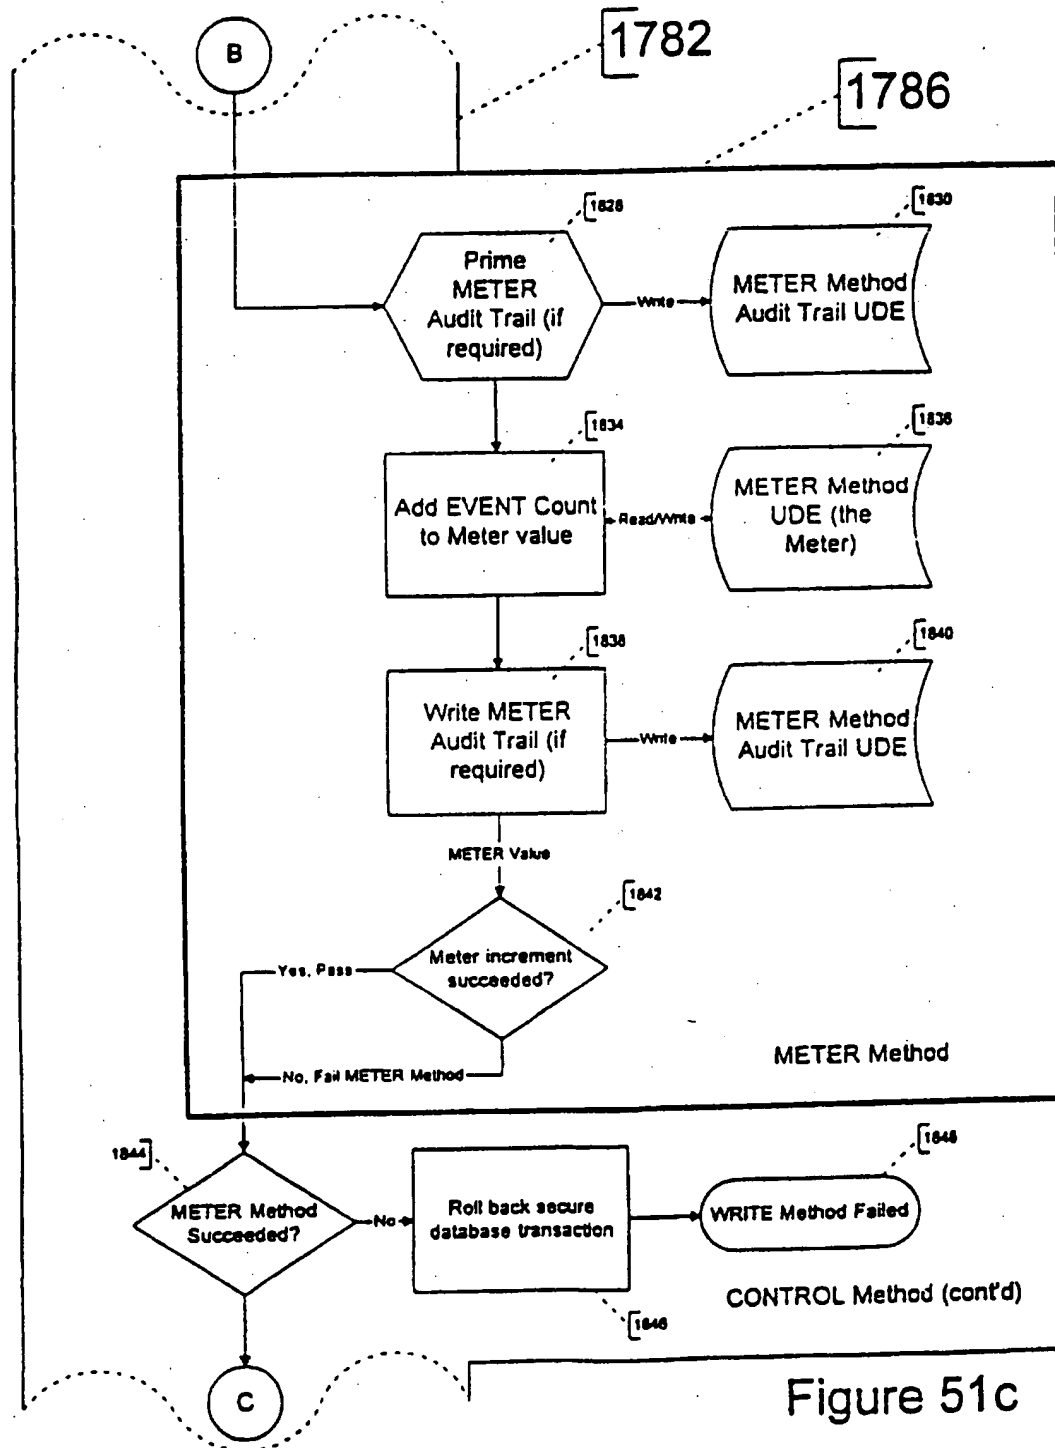 B
1782
1786
1828
Prime
METER
Audit Trail (if
required)
Write
1830
METER Method
Audit Trail UDE
1834
Add EVENT Count
to Meter value
Read/Write
1836
METER Method
UDE (the
Meter)
1838
Write METER
Audit Trail (if
required)
Write
1840
METER Method
Audit Trail UDE
METER Value
1842
Meter increment
succeeded?
Yes, Pass
No, Fail METER Method
METER Method
1844
METER Method
Succeeded?
No
Roll back secure
database transaction
1846
1848
WRITE Method Failed
CONTROL Method (cont'd)
C
Figure 51c